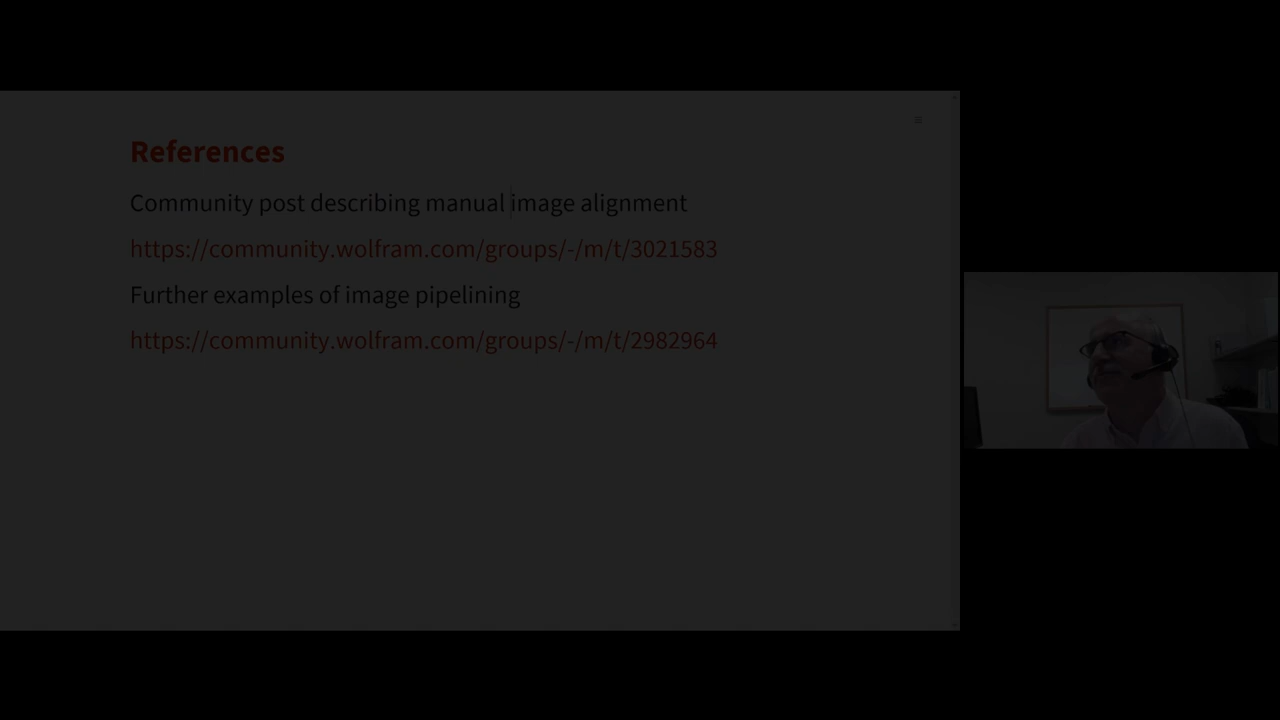 References
Community post describing manual image alignment
https://community.wolfram.com/groups/-/m/t/3021583
Further examples of image pipelining
https://community.wolfram.com/groups/-/m/t/2982964